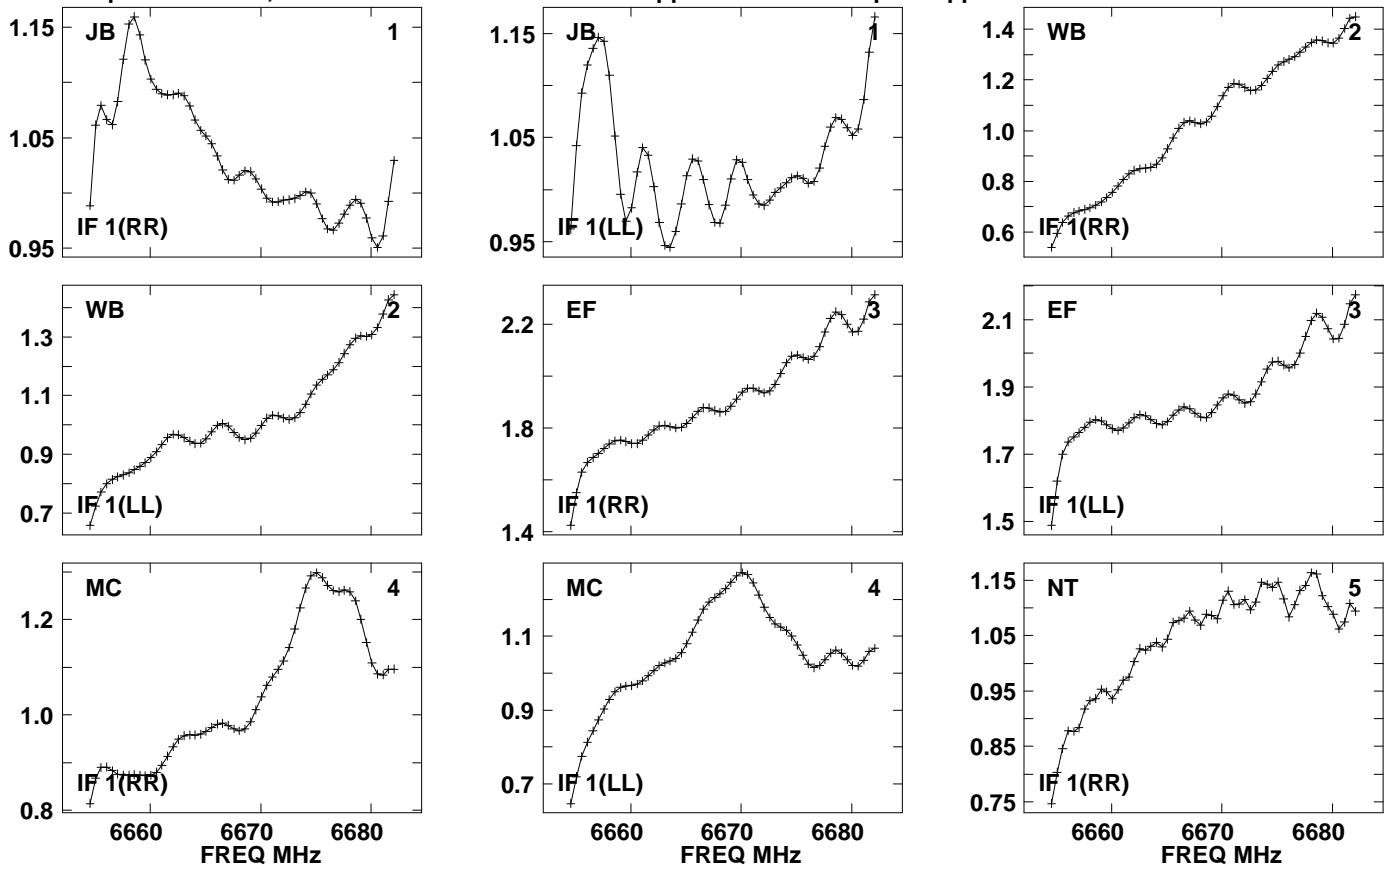 JB 1
1.15
1.05
0.95
IF 1(RR)
JB 1
1.15
1.05
0.95
IF 1(LL)
WB 2
1.4
1.2
1.0
0.8
0.6
IF 1(RR)
WB 2
1.3
1.1
0.9
0.7
IF 1(LL)
EF 3
2.2
1.8
1.4
IF 1(RR)
EF 3
2.1
1.9
1.7
1.5
IF 1(LL)
MC 4
1.2
1.0
0.8
IF 1(RR)
6660 6670 6680
FREQ MHz
MC 4
1.1
0.9
0.7
IF 1(LL)
6660 6670 6680
FREQ MHz
NT 5
1.15
1.05
0.95
0.85
0.75
IF 1(RR)
6660 6670 6680
FREQ MHz